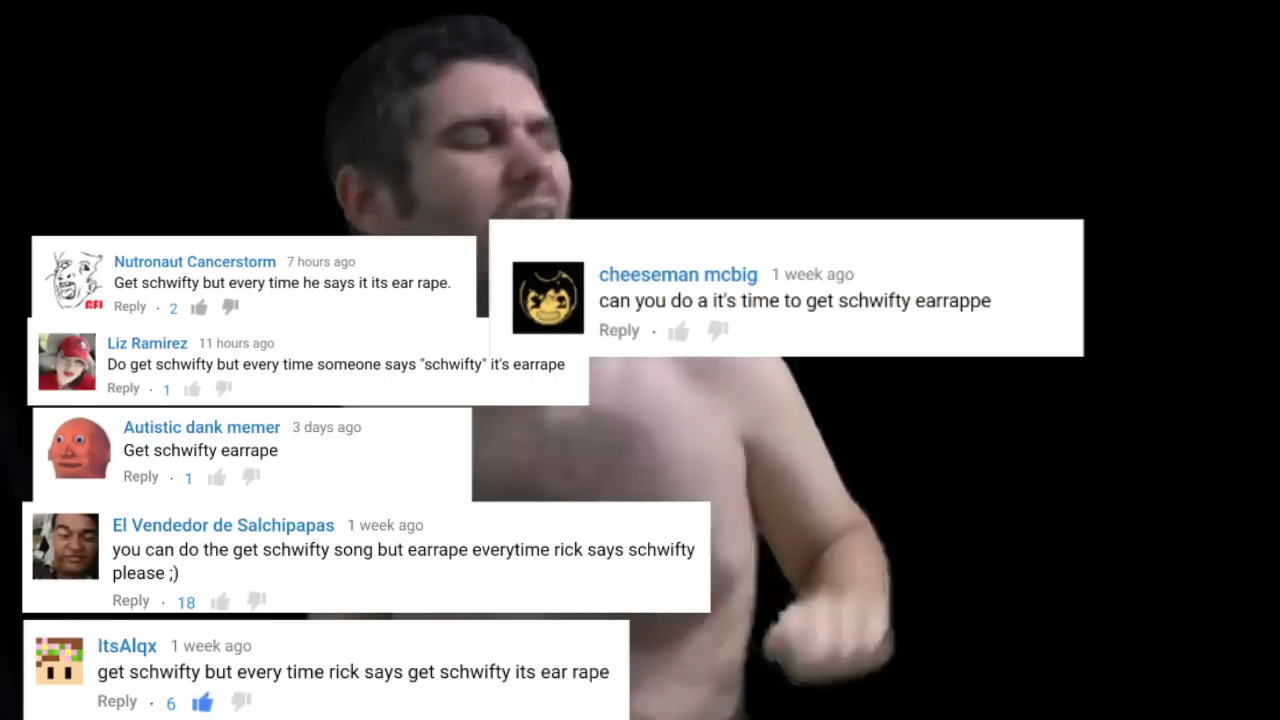 Nutronaut Cancerstorm 7 hours ago
Get schwifty but every time he says it its ear rape.
Reply · 2
GFI
Liz Ramirez 11 hours ago
Do get schwifty but every time someone says "schwifty" it's earrape
Reply · 1
Autistic dank memer 3 days ago
Get schwifty earrape
Reply · 1
El Vendedor de Salchipapas 1 week ago
you can do the get schwifty song but earrape everytime rick says schwifty
please ;)
Reply · 18
ItsAlqx 1 week ago
get schwifty but every time rick says get schwifty its ear rape
Reply · 6
cheeseman mcbig 1 week ago
can you do a it's time to get schwifty earrappe
Reply ·